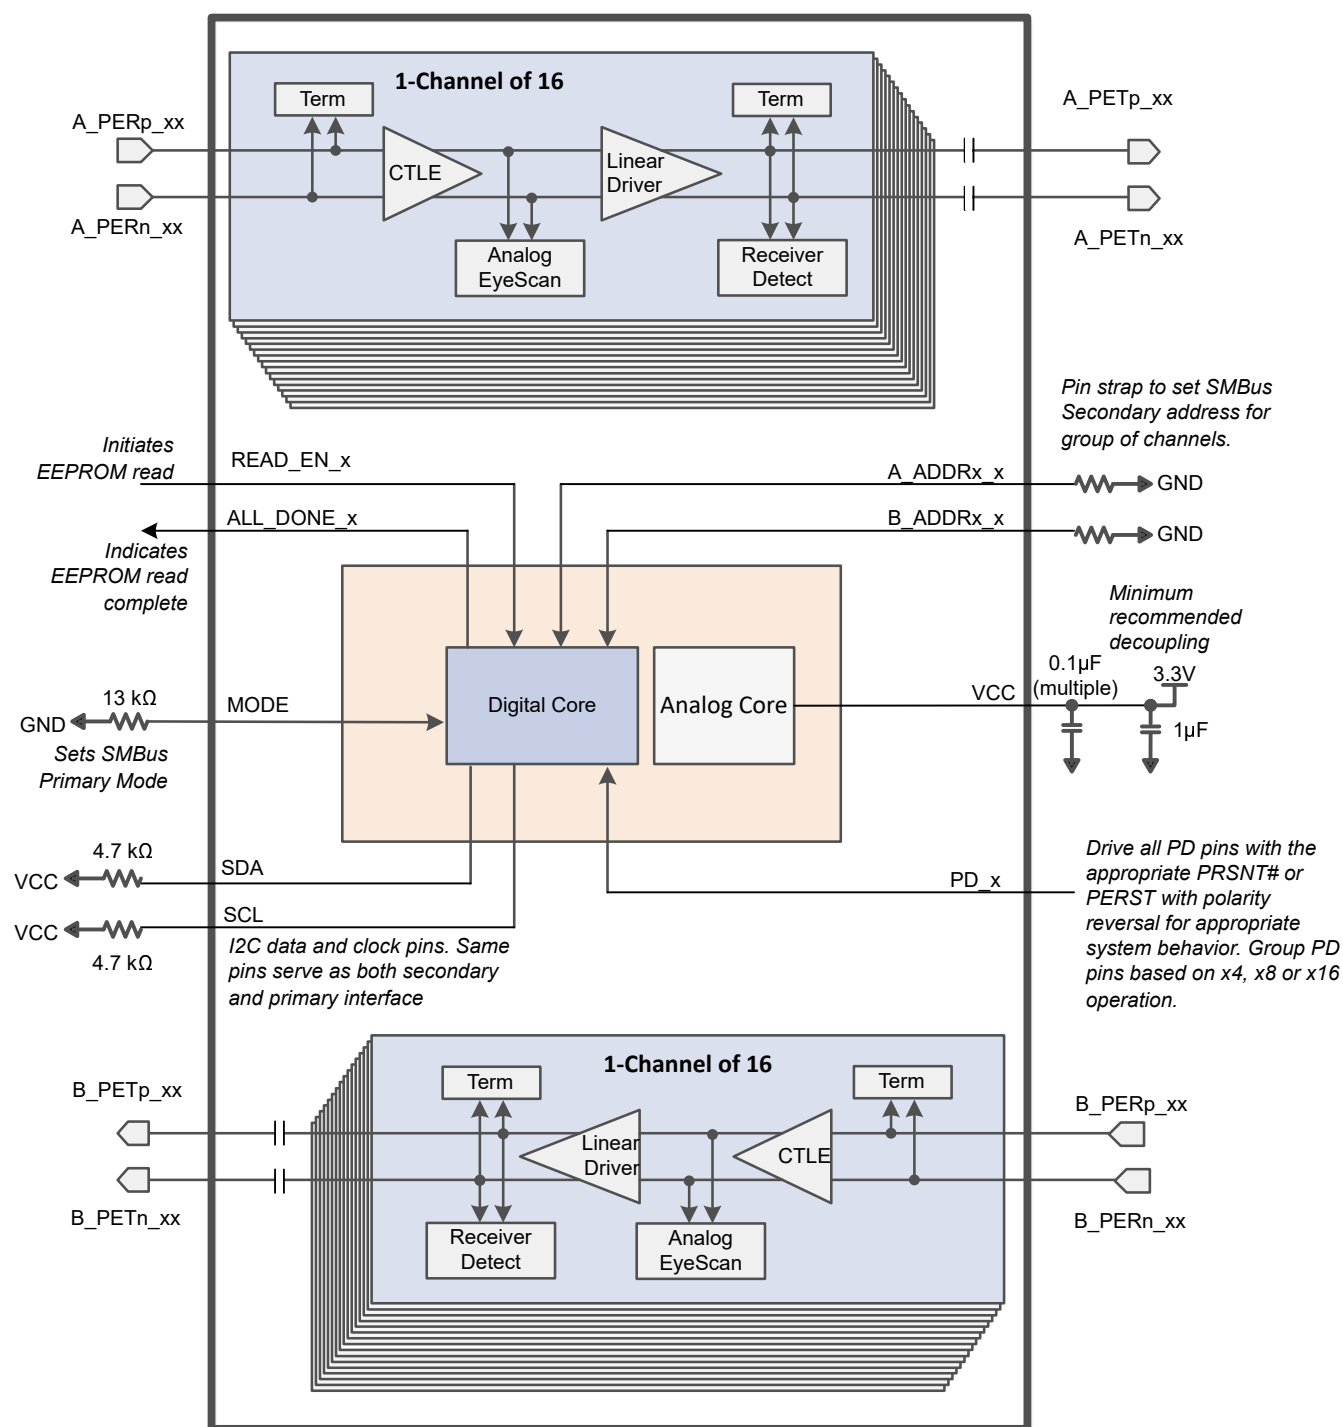 1-Channel of 16
Term
Term
A_PERp_xx
A_PETp_xx
CTLE
Linear
Driver
A_PERn_xx
A_PETn_xx
Analog
EyeScan
Receiver
Detect
Pin strap to set SMBus
Secondary address for
group of channels.
Initiates
EEPROM read
READ_EN_x
A_ADDRx_x
GND
ALL_DONE_x
B_ADDRx_x
GND
Indicates
EEPROM read
complete
Minimum
recommended
decoupling
0.1µF
(multiple)
3.3V
13 kΩ
MODE
Digital Core
Analog Core
VCC
GND
1µF
Sets SMBus
Primary Mode
4.7 kΩ
SDA
VCC
PD_x
Drive all PD pins with the
appropriate PRSNT# or
PERST with polarity
reversal for appropriate
system behavior. Group PD
pins based on x4, x8 or x16
operation.
SCL
VCC
4.7 kΩ
I2C data and clock pins. Same
pins serve as both secondary
and primary interface
1-Channel of 16
Term
Term
B_PETp_xx
B_PERp_xx
Linear
Driver
CTLE
B_PETn_xx
B_PERn_xx
Receiver
Detect
Analog
EyeScan